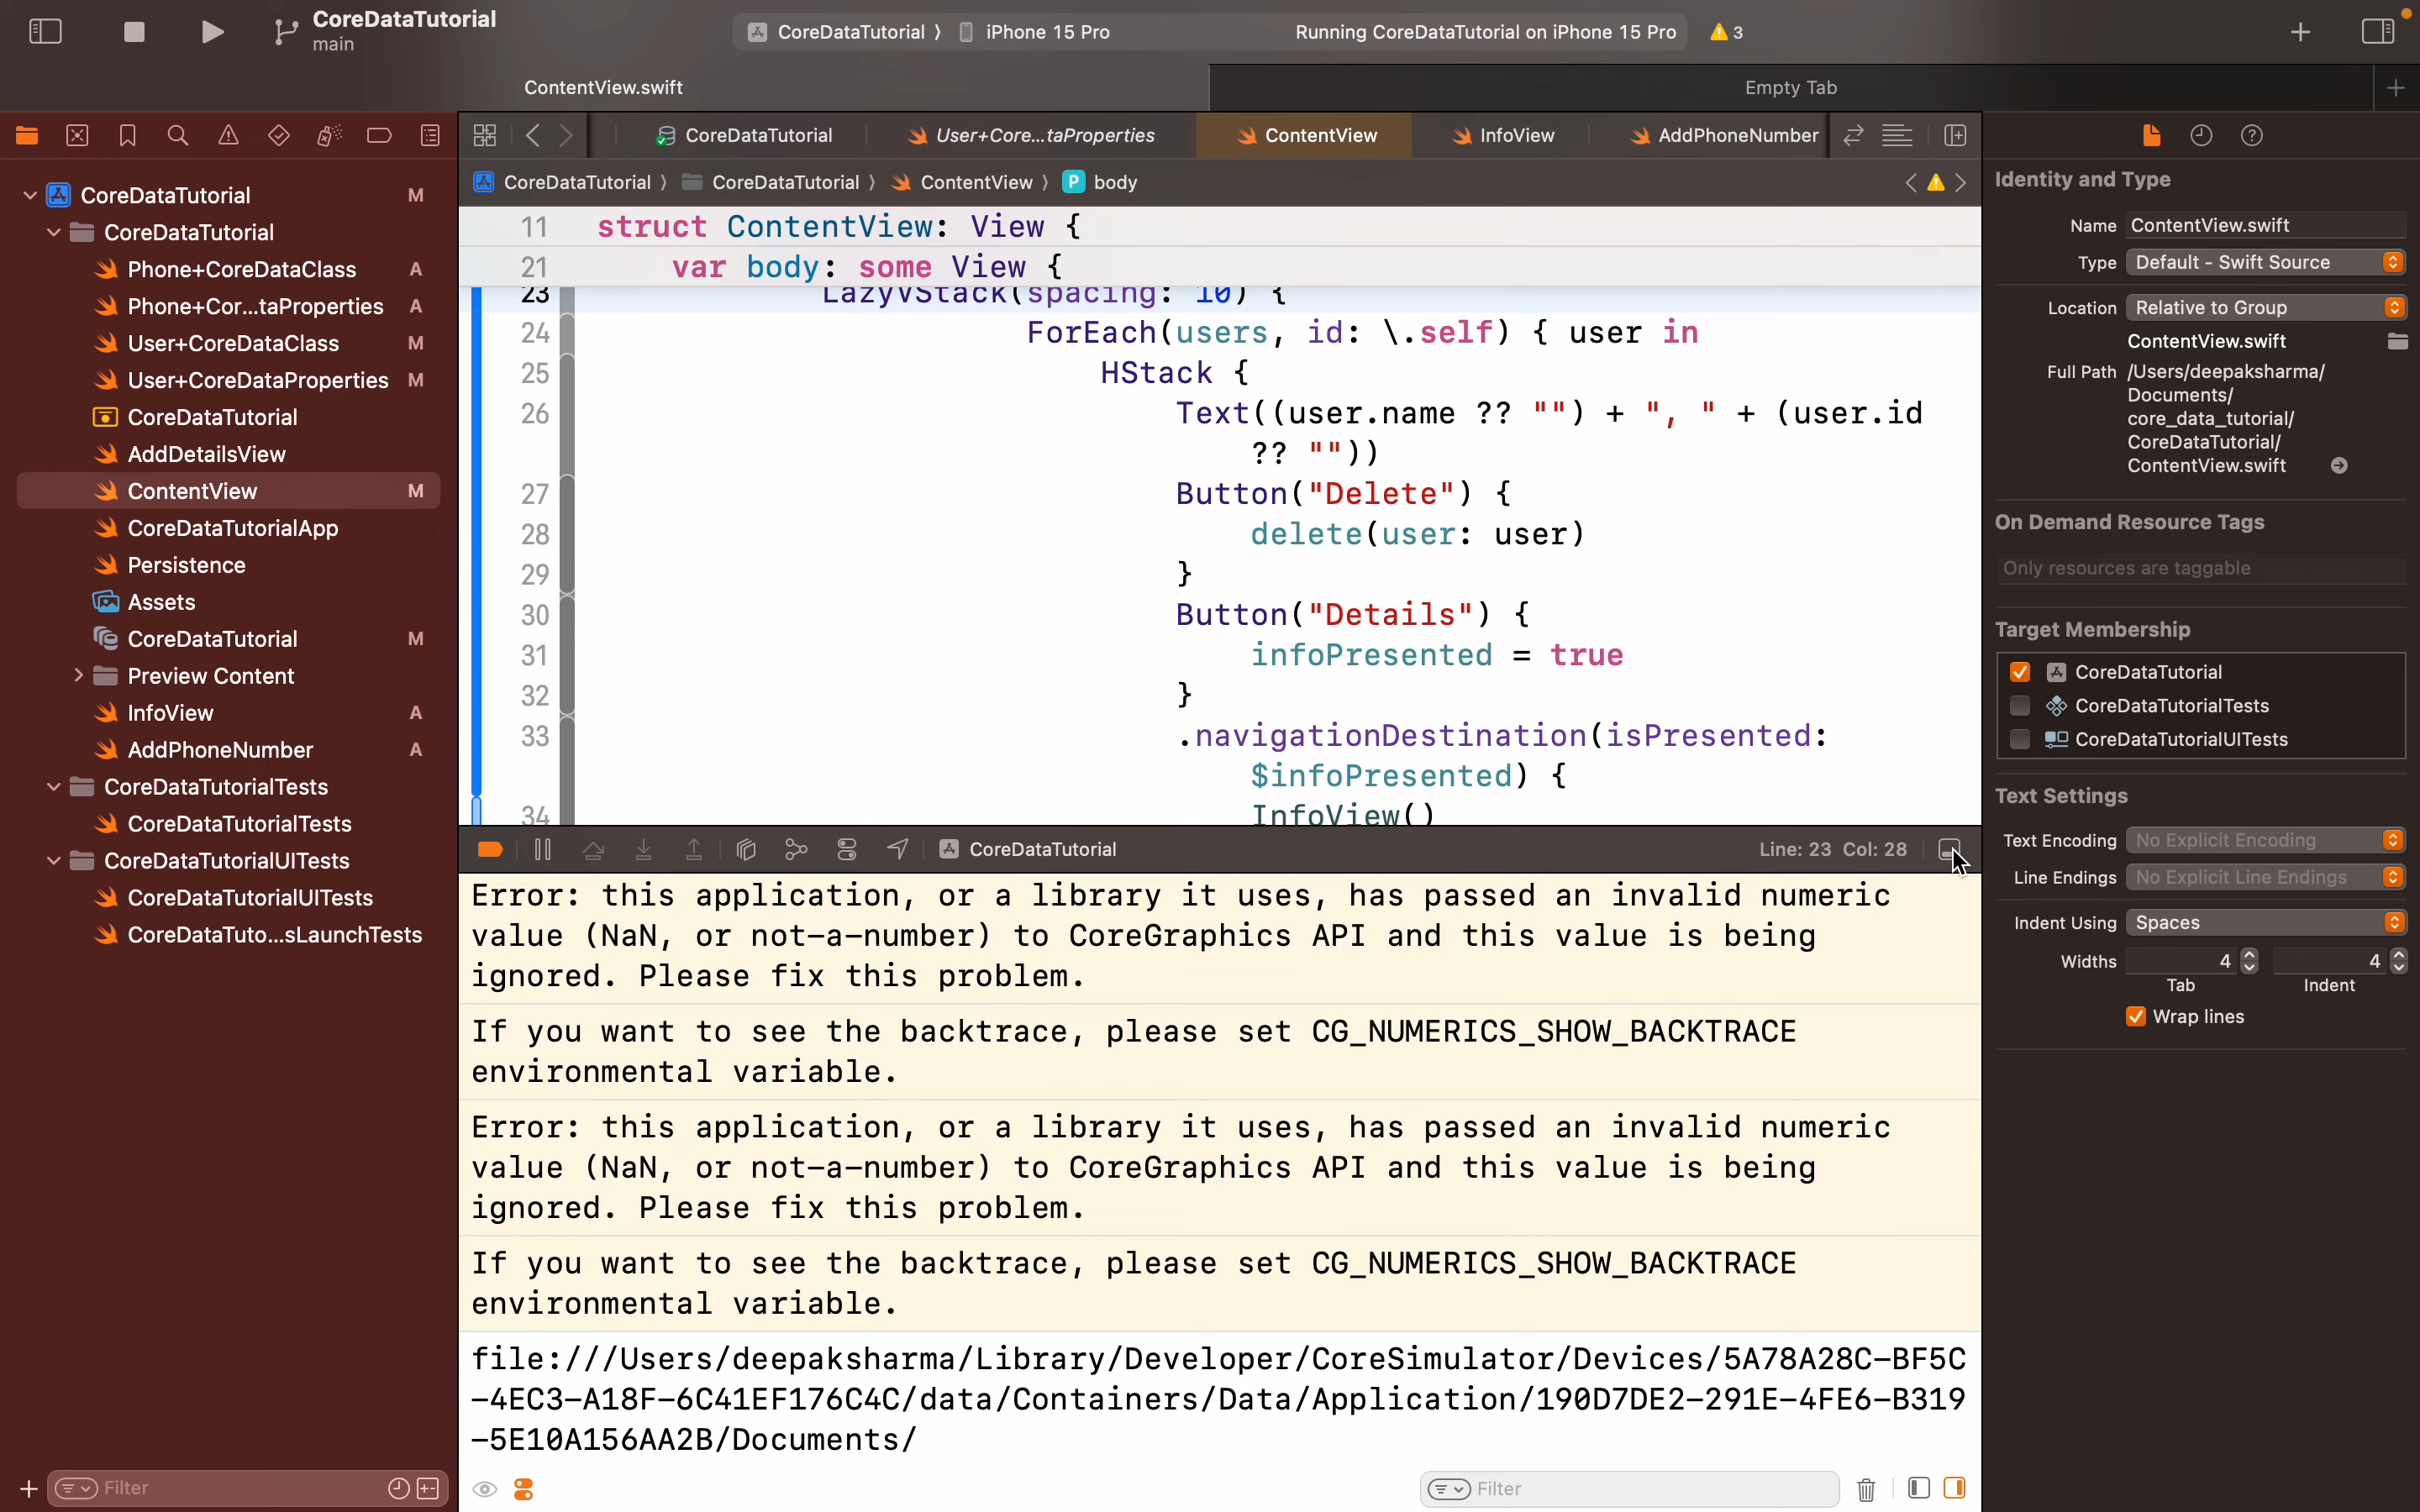 CoreDataTutorial
main
CoreDataTutorial 〉 iPhone 15 Pro
Running CoreDataTutorial on iPhone 15 Pro
3
ContentView.swift
Empty Tab
CoreDataTutorial M
CoreDataTutorial
Phone+CoreDataClass A
Phone+Cor...taProperties A
User+CoreDataClass M
User+CoreDataProperties M
CoreDataTutorial
AddDetailsView
ContentView M
CoreDataTutorialApp
Persistence
Assets
CoreDataTutorial M
Preview Content
InfoView A
AddPhoneNumber A
CoreDataTutorialTests
CoreDataTutorialTests
CoreDataTutorialUITests
CoreDataTutorialUITests
CoreDataTuto...sLaunchTests
Filter
CoreDataTutorial
User+Core...taProperties
ContentView
InfoView
AddPhoneNumber
CoreDataTutorial 〉 CoreDataTutorial 〉 ContentView 〉 P body
11 struct ContentView: View {
21 var body: some View {
23 LazyVStack(spacing: 10) {
24 ForEach(users, id: \.self) { user in
25 HStack {
26 Text((user.name ?? "") + ", " + (user.id
?? ""))
27 Button("Delete") {
28 delete(user: user)
29 }
30 Button("Details") {
31 infoPresented = true
32 }
33 .navigationDestination(isPresented:
$infoPresented) {
34 InfoView()
CoreDataTutorial
Line: 23 Col: 28
Error: this application, or a library it uses, has passed an invalid numeric
value (NaN, or not-a-number) to CoreGraphics API and this value is being
ignored. Please fix this problem.
If you want to see the backtrace, please set CG_NUMERICS_SHOW_BACKTRACE
environmental variable.
Error: this application, or a library it uses, has passed an invalid numeric
value (NaN, or not-a-number) to CoreGraphics API and this value is being
ignored. Please fix this problem.
If you want to see the backtrace, please set CG_NUMERICS_SHOW_BACKTRACE
environmental variable.
file:///Users/deepaksharma/Library/Developer/CoreSimulator/Devices/5A78A28C-BF5C
-4EC3-A18F-6C41EF176C4C/data/Containers/Data/Application/190D7DE2-291E-4FE6-B319
-5E10A156AA2B/Documents/
Filter
Identity and Type
Name ContentView.swift
Type Default - Swift Source
Location Relative to Group
ContentView.swift
Full Path /Users/deepaksharma/
Documents/
core_data_tutorial/
CoreDataTutorial/
ContentView.swift
On Demand Resource Tags
Only resources are taggable
Target Membership
CoreDataTutorial
CoreDataTutorialTests
CoreDataTutorialUITests
Text Settings
Text Encoding No Explicit Encoding
Line Endings No Explicit Line Endings
Indent Using Spaces
Widths 4 4
Tab Indent
Wrap lines